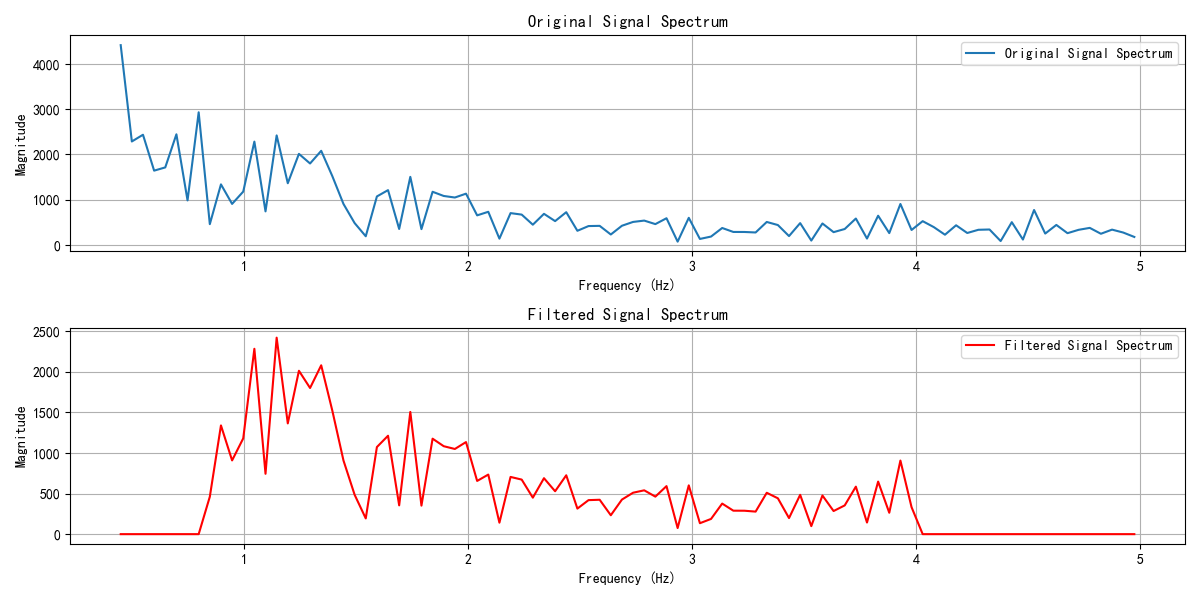 Original Signal Spectrum
Original Signal Spectrum
4000
3000
2000
1000
0
Magnitude
1 2 3 4 5
Frequency (Hz)
Filtered Signal Spectrum
Filtered Signal Spectrum
2500
2000
1500
1000
500
0
Magnitude
1 2 3 4 5
Frequency (Hz)